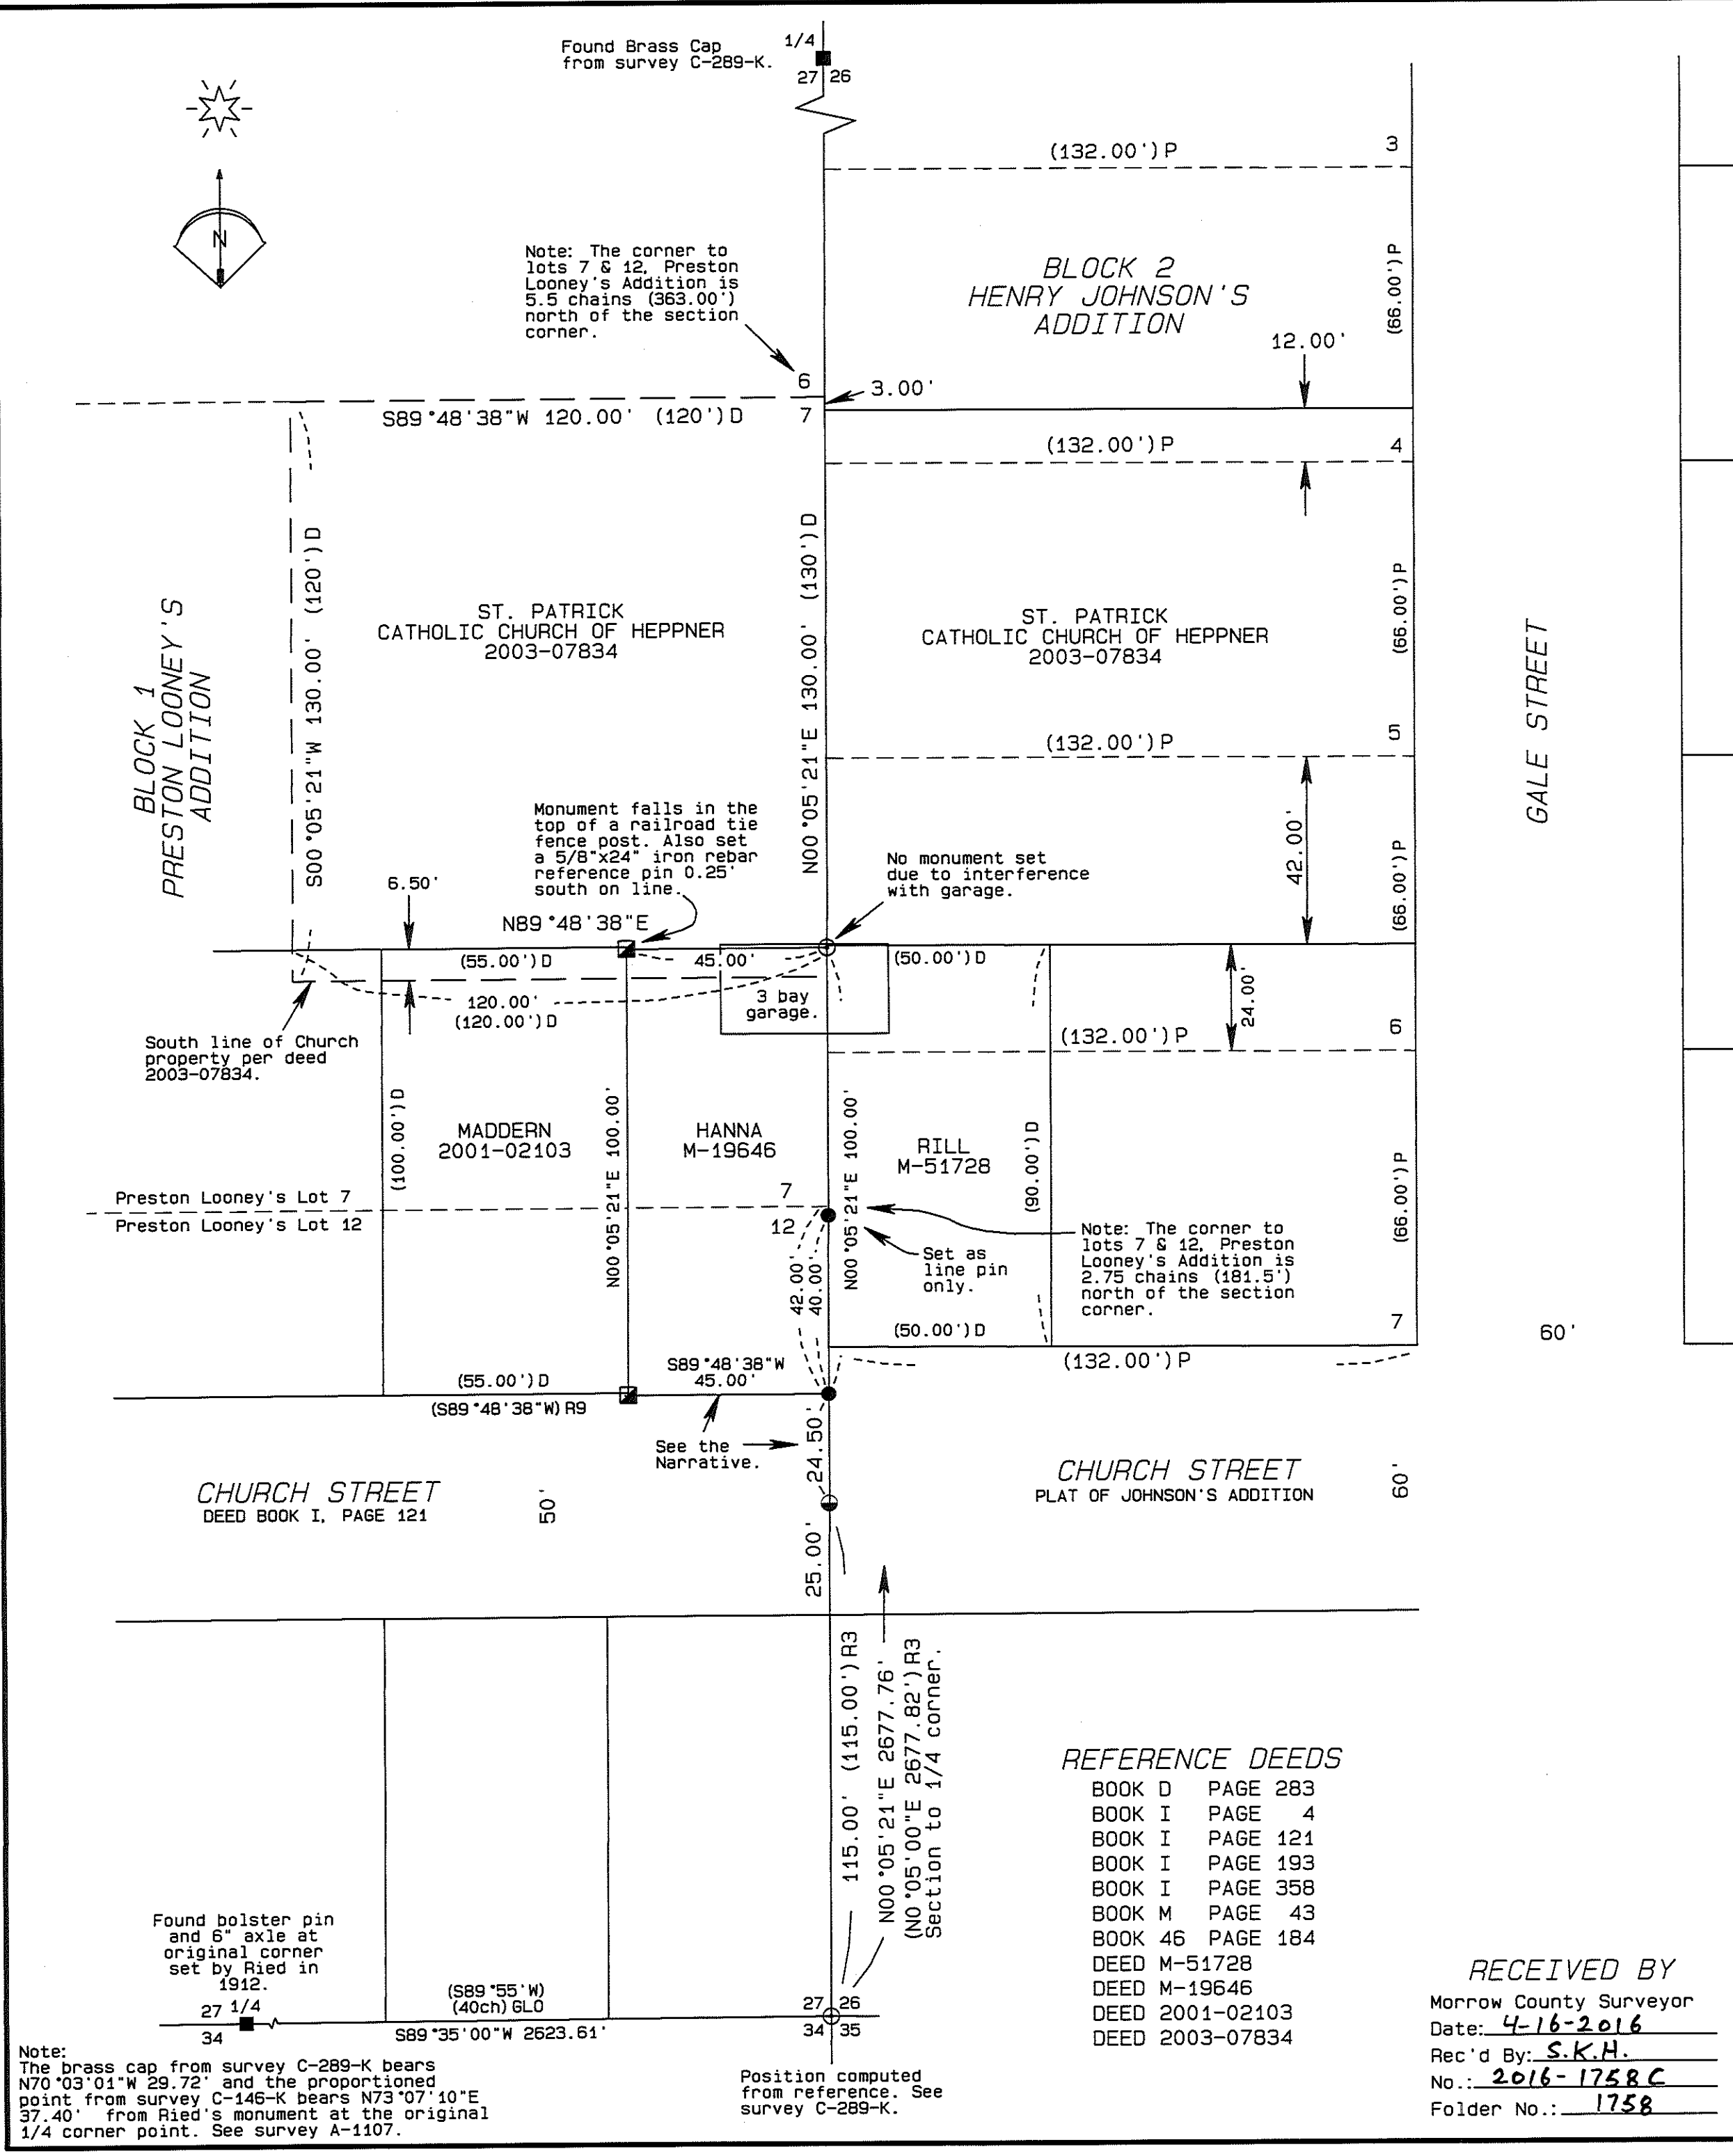 Found Brass Cap
from survey C-289-K.
1/4
27 26
(132.00')P
3
N
Note: The corner to
lots 7 & 12, Preston
Looney's Addition is
5.5 chains (363.00')
north of the section
corner.
BLOCK 2
HENRY JOHNSON'S
ADDITION
(66.00')P
12.00'
6
3.00'
S89°48'38"W 120.00' (120')D
7
(132.00')P
4
S00°05'21"W 130.00' (120')D
N00°05'21"E 130.00' (130')D
(66.00')P
BLOCK 1
PRESTON LOONEY'S
ADDITION
ST. PATRICK
CATHOLIC CHURCH OF HEPPNER
2003-07834
ST. PATRICK
CATHOLIC CHURCH OF HEPPNER
2003-07834
GALE STREET
(132.00')P
5
Monument falls in the
top of a railroad tie
fence post. Also set
a 5/8"x24" iron rebar
reference pin 0.25'
south on line.
No monument set
due to interference
with garage.
42.00'
(66.00')P
6.50'
N89°48'38"E
(55.00')D
45.00'
(50.00')D
120.00'
(120.00')D
3 bay
garage.
24.00'
(132.00')P
6
South line of Church
property per deed
2003-07834.
(100.00')D
MADDERN
2001-02103
N00°05'21"E 100.00'
HANNA
M-19646
N00°05'21"E 100.00'
RILL
M-51728
(90.00')D
(66.00')P
Preston Looney's Lot 7
7
Preston Looney's Lot 12
12
Set as
line pin
only.
Note: The corner to
lots 7 & 12, Preston
Looney's Addition is
2.75 chains (181.5')
north of the section
corner.
42.00'
40.00'
(50.00')D
7
60'
(132.00')P
S89°48'38"W
45.00'
(55.00')D
(S89°48'38"W)R9
See the
Narrative.
24.50'
CHURCH STREET
DEED BOOK I, PAGE 121
50'
CHURCH STREET
PLAT OF JOHNSON'S ADDITION
60'
25.00'
115.00' (115.00')R3
N00°05'21"E 2677.76'
(N0°05'00"E 2677.82')R3
Section to 1/4 corner.
REFERENCE DEEDS
BOOK D PAGE 283
BOOK I PAGE 4
BOOK I PAGE 121
BOOK I PAGE 193
BOOK I PAGE 358
BOOK M PAGE 43
BOOK 46 PAGE 184
DEED M-51728
DEED M-19646
DEED 2001-02103
DEED 2003-07834
Found bolster pin
and 6" axle at
original corner
set by Ried in
1912.
27 1/4
34
(S89°55'W)
(40ch)GLO
S89°35'00"W 2623.61'
27 26
34 35
Position computed
from reference. See
survey C-289-K.
Note:
The brass cap from survey C-289-K bears
N70°03'01"W 29.72' and the proportioned
point from survey C-146-K bears N73°07'10"E
37.40' from Ried's monument at the original
1/4 corner point. See survey A-1107.
RECEIVED BY
Morrow County Surveyor
Date: 4-16-2016
Rec'd By: S.K.H.
No.: 2016-1758C
Folder No.: 1758